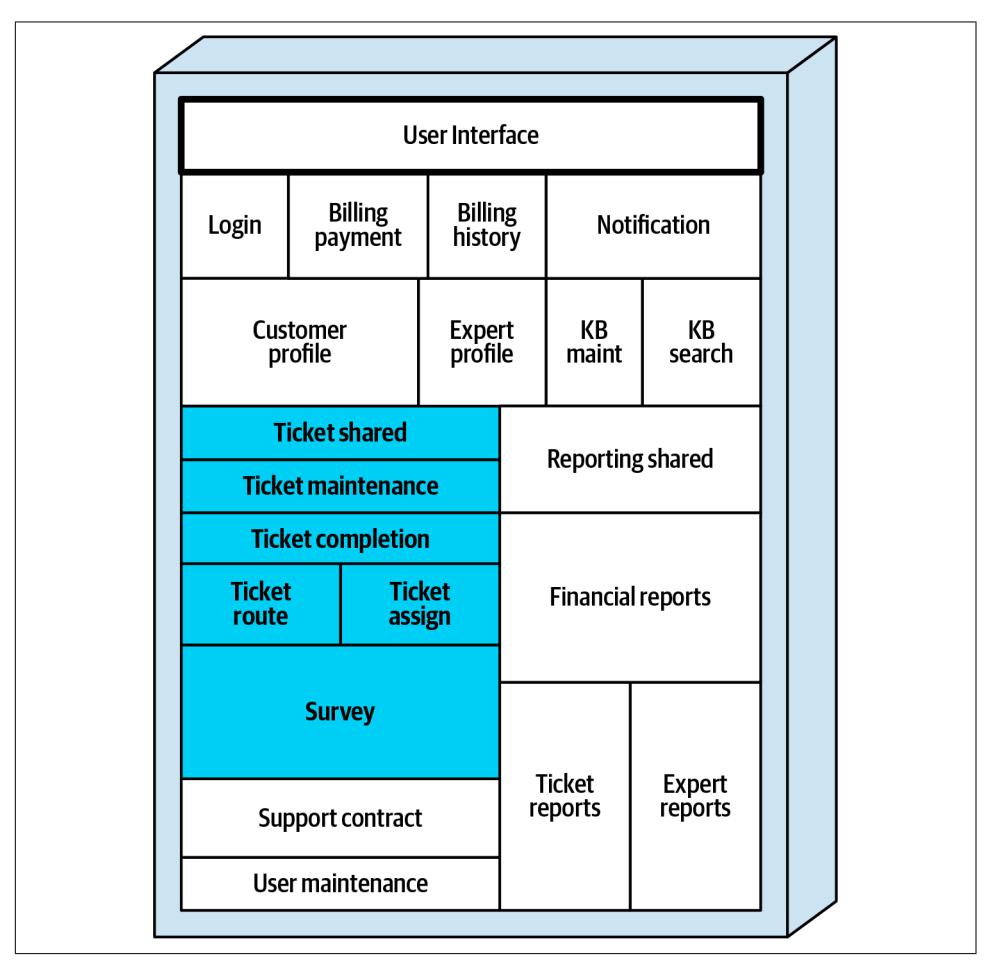 User Interface
Login
Billing
payment
Billing
history
Notification
Customer
profile
Expert
profile
KB
maint
KB
search
Ticket shared
Ticket maintenance
Ticket completion
Ticket
route
Ticket
assign
Survey
Support contract
User maintenance
Reporting shared
Financial reports
Ticket
reports
Expert
reports